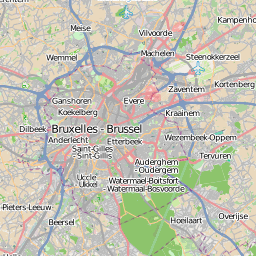 Kampenho
Vilvoorde
Meise
Machelen
Steenokkerzeel
Wemmel
Kortenberg
Zaventem
Ganshoren
Evere
Koekelberg
Kraainem
Dilbeek
Bruxelles - Brussel
Anderlecht
Etterbeek
Wezembeek-Oppem
Saint-Gilles
- Sint-Gillis
Tervuren
Auderghem
- Oudergem
Uccle
- Ukkel
Watermael-Boitsfort
- Watermaal-Bosvoorde
Pieters-Leeuw
Beersel
Hoeilaart
Overijse